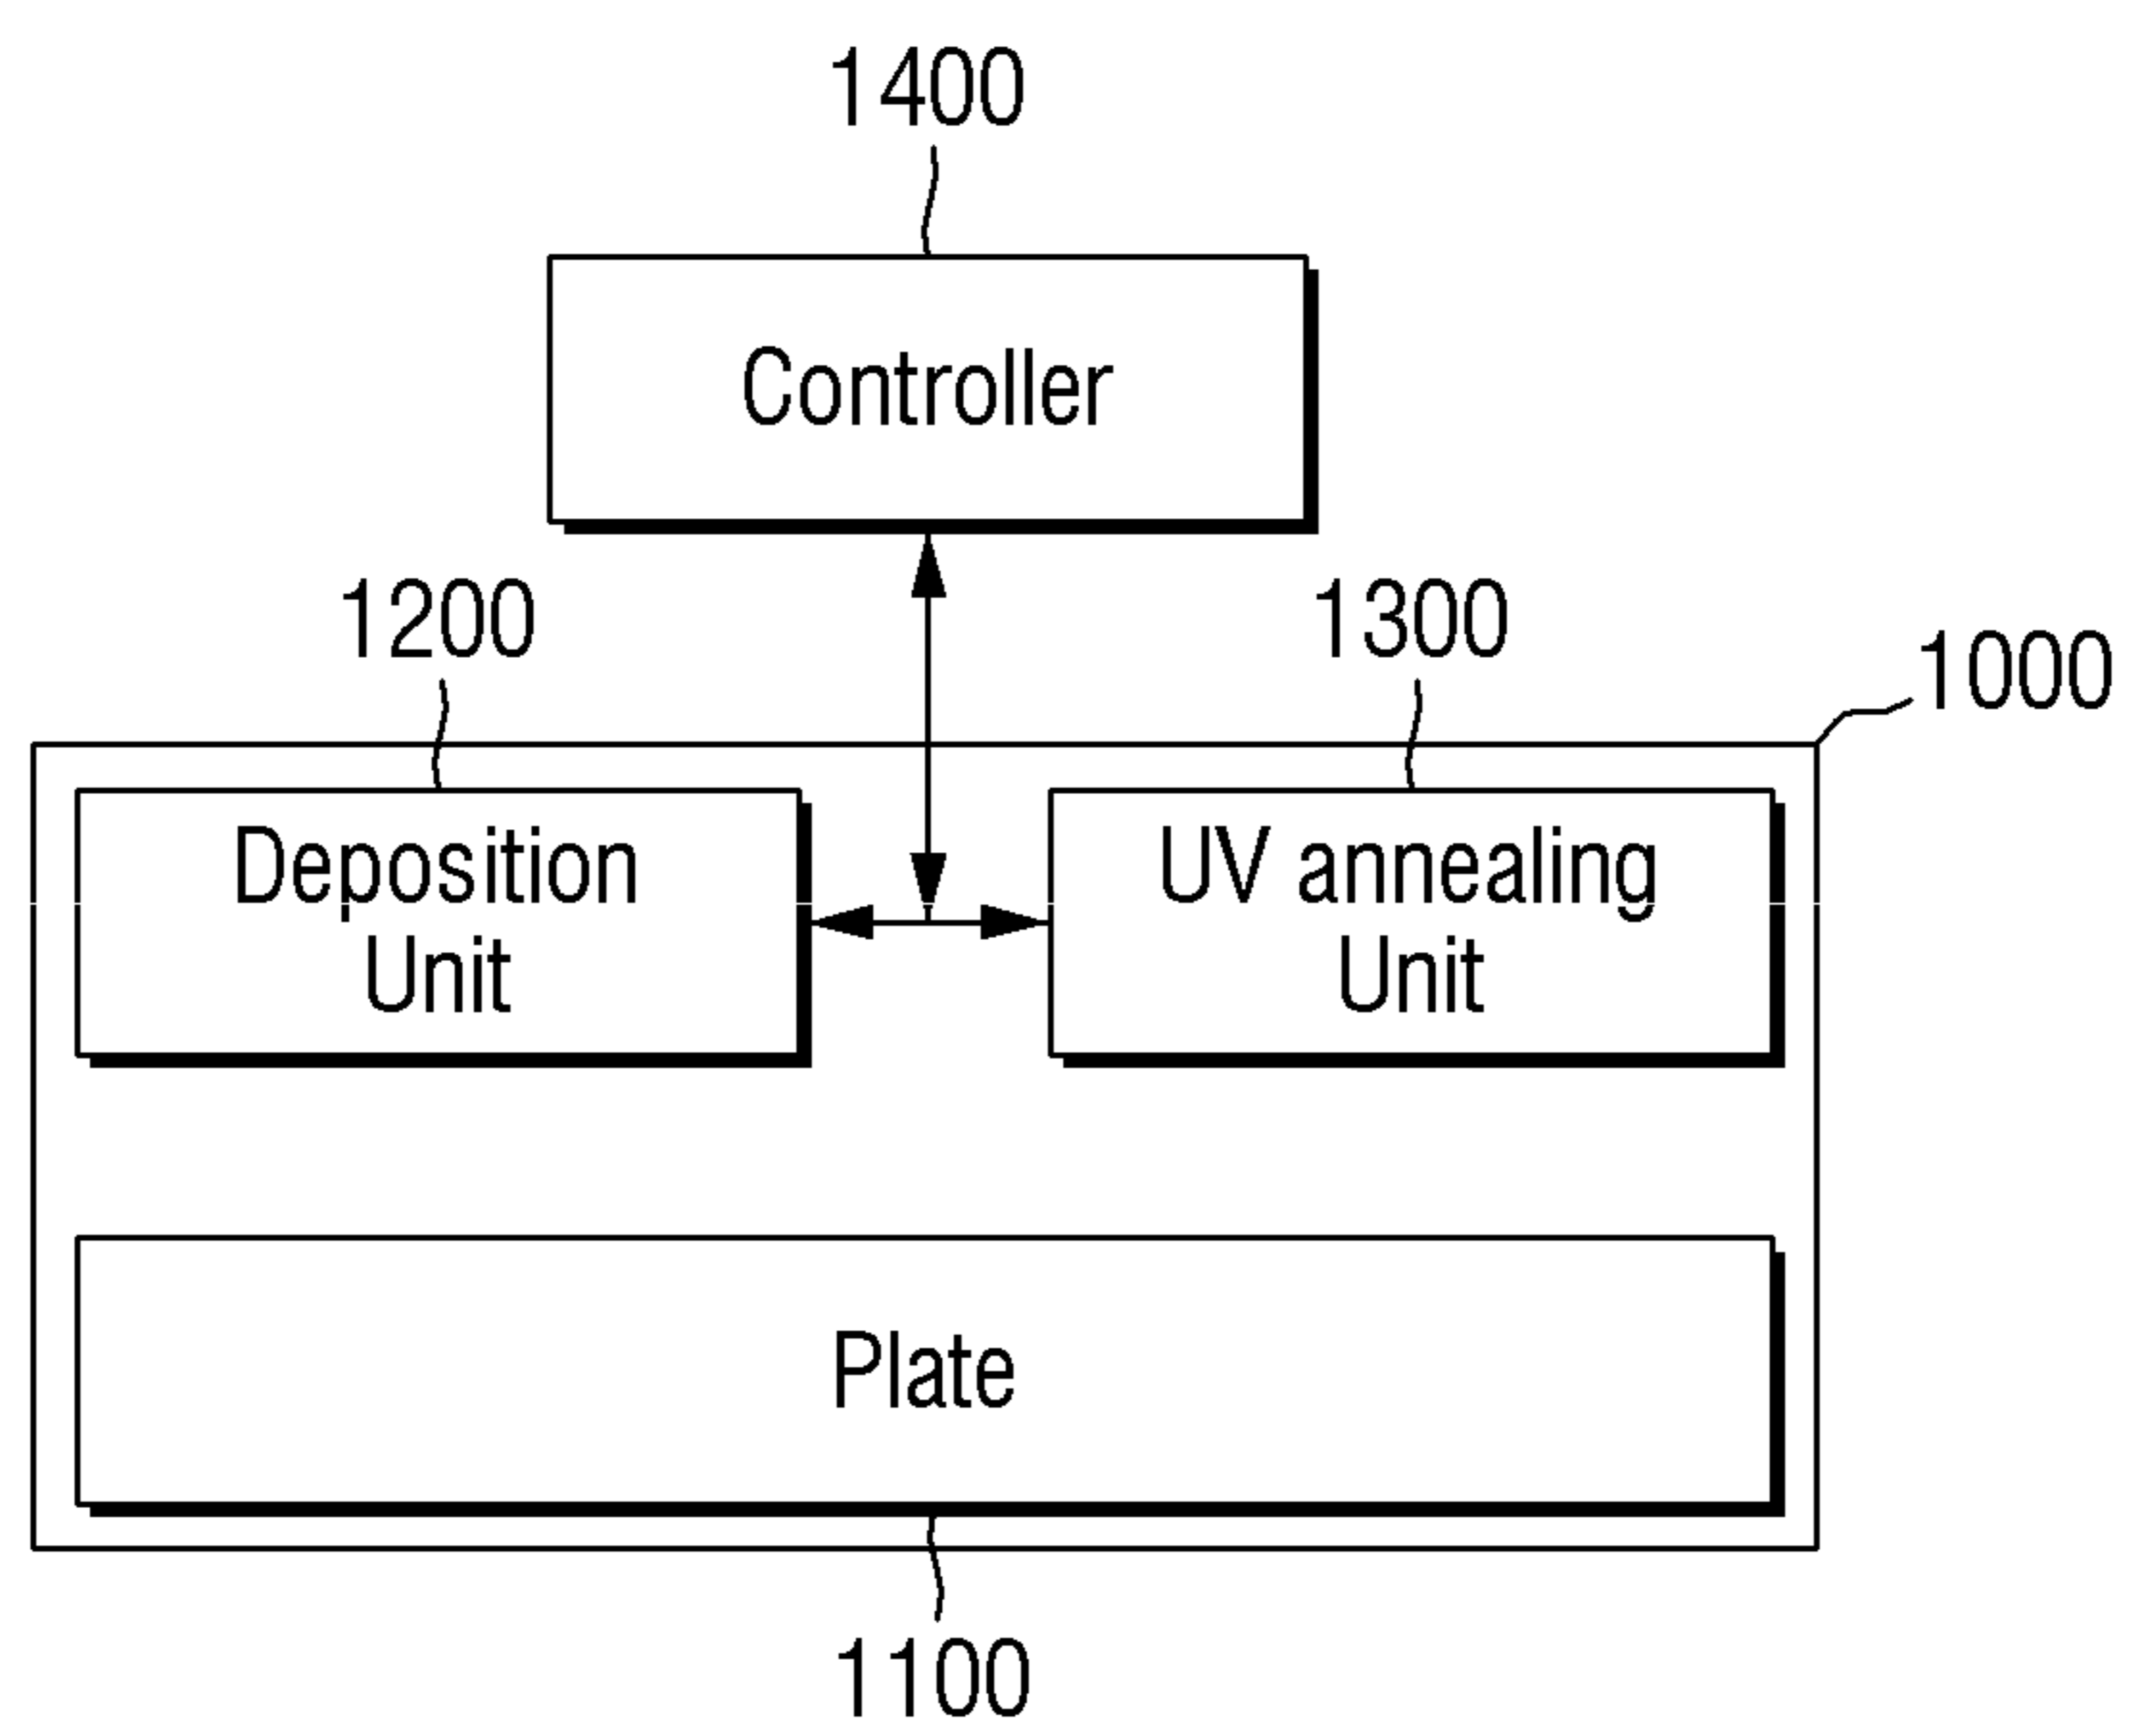 1400
Controller
1200
1300
1000
Deposition
Unit
UV annealing
Unit
Plate
1100